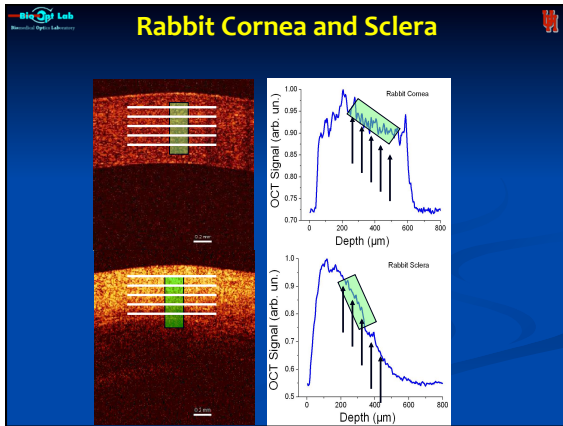 Bio Opt Lab
Biomedical Optics Laboratory
Rabbit Cornea and Sclera
0.2 mm
0.2 mm
Rabbit Cornea
OCT Signal (arb. un.)
1.00
0.95
0.90
0.85
0.80
0.75
0.70
0 200 400 600 800
Depth (µm)
Rabbit Sclera
OCT Signal (arb. un.)
1.0
0.9
0.8
0.7
0.6
0.5
0 200 400 600 800
Depth (µm)